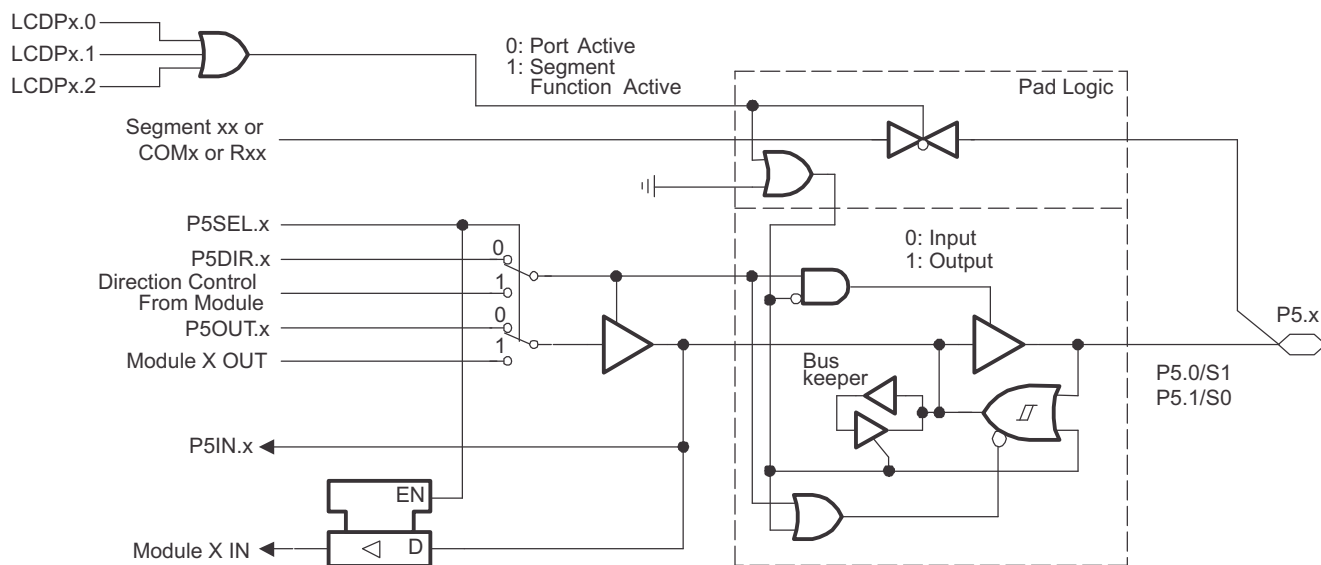 LCDPx.0
LCDPx.1
LCDPx.2
0: Port Active
1: Segment
Function Active
Pad Logic
Segment xx or
COMx or Rxx
P5SEL.x
P5DIR.x
0
Direction Control
From Module
1
P5OUT.x
0
Module X OUT
1
0: Input
1: Output
P5.x
Bus
keeper
P5.0/S1
P5.1/S0
P5IN.x
EN
D
Module X IN